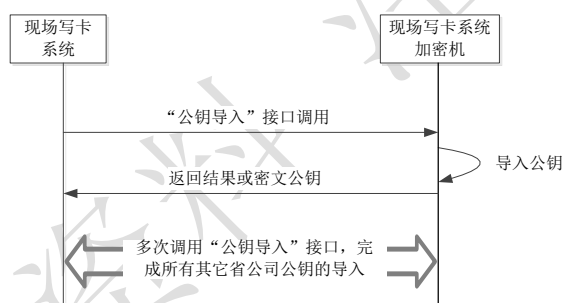 现场写卡
系统
现场写卡系统
加密机
“公钥导入”接口调用
导入公钥
返回结果或密文公钥
多次调用“公钥导入”接口，完
成所有其它省公司公钥的导入